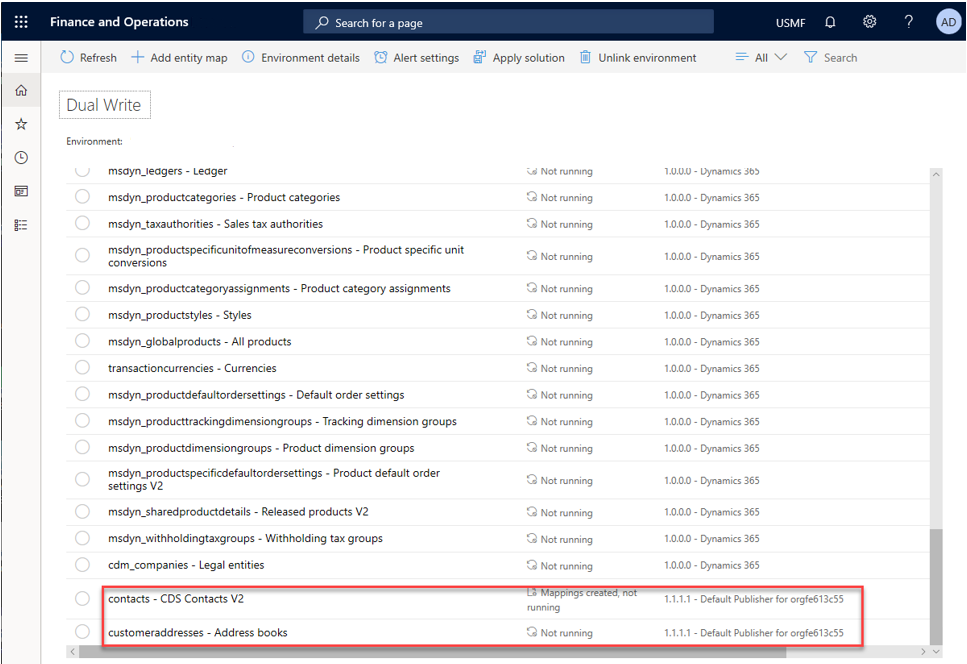 Finance and Operations
Search for a page
USMF
?
AD
Refresh
Add entity map
Environment details
Alert settings
Apply solution
Unlink environment
All
Search
Dual Write
Environment:
msdyn_ledgers - Ledger Not running 1.0.0.0 - Dynamics 365
msdyn_productcategories - Product categories Not running 1.0.0.0 - Dynamics 365
msdyn_taxauthorities - Sales tax authorities Not running 1.0.0.0 - Dynamics 365
msdyn_productspecificunitofmeasureconversions - Product specific unit
conversions Not running 1.0.0.0 - Dynamics 365
msdyn_productcategoryassignments - Product category assignments Not running 1.0.0.0 - Dynamics 365
msdyn_productstyles - Styles Not running 1.0.0.0 - Dynamics 365
msdyn_globalproducts - All products Not running 1.0.0.0 - Dynamics 365
transactioncurrencies - Currencies Not running 1.0.0.0 - Dynamics 365
msdyn_productdefaultordersettings - Default order settings Not running 1.0.0.0 - Dynamics 365
msdyn_producttrackingdimensiongroups - Tracking dimension groups Not running 1.0.0.0 - Dynamics 365
msdyn_productdimensiongroups - Product dimension groups Not running 1.0.0.0 - Dynamics 365
msdyn_productspecificdefaultordersettings - Product default order
settings V2 Not running 1.0.0.0 - Dynamics 365
msdyn_sharedproductdetails - Released products V2 Not running 1.0.0.0 - Dynamics 365
msdyn_withholdingtaxgroups - Withholding tax groups Not running 1.0.0.0 - Dynamics 365
cdm_companies - Legal entities Not running 1.0.0.0 - Dynamics 365
contacts - CDS Contacts V2 Mappings created, not
running 1.1.1.1 - Default Publisher for orgfe613c55
customeraddresses - Address books Not running 1.1.1.1 - Default Publisher for orgfe613c55